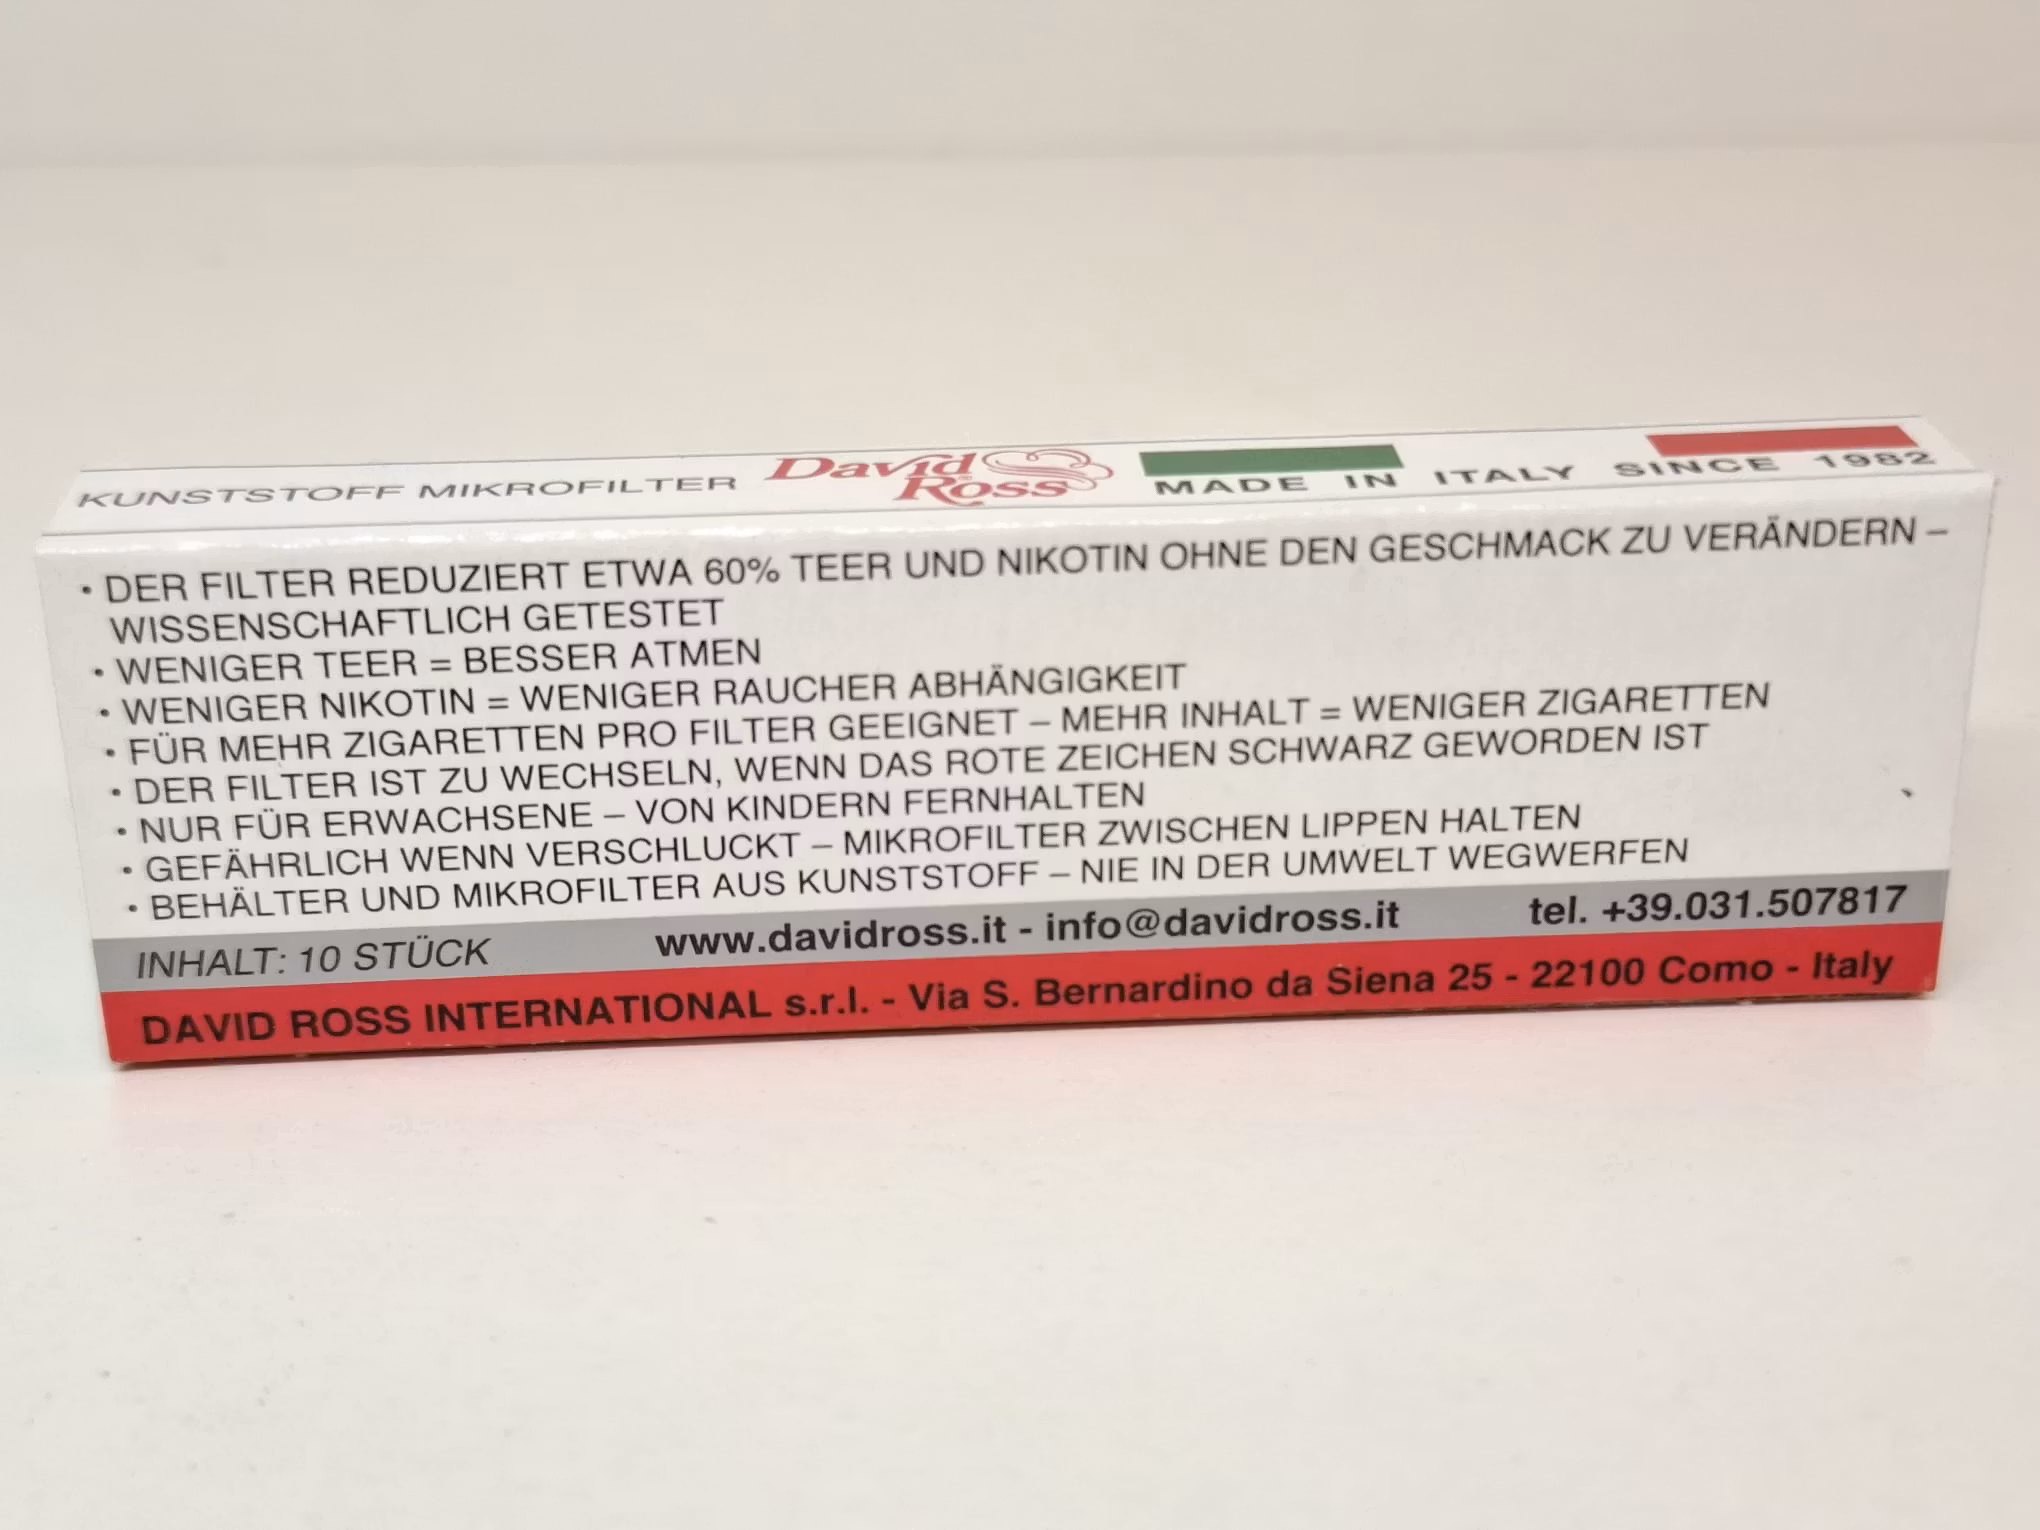 KUNSTSTOFF MIKROFILTER David Ross MADE IN ITALY SINCE 1982
• DER FILTER REDUZIERT ETWA 60% TEER UND NIKOTIN OHNE DEN GESCHMACK ZU VERÄNDERN –
WISSENSCHAFTLICH GETESTET
• WENIGER TEER = BESSER ATMEN
• WENIGER NIKOTIN = WENIGER RAUCHER ABHÄNGIGKEIT
• FÜR MEHR ZIGARETTEN PRO FILTER GEEIGNET – MEHR INHALT = WENIGER ZIGARETTEN
• DER FILTER IST ZU WECHSELN, WENN DAS ROTE ZEICHEN SCHWARZ GEWORDEN IST
• NUR FÜR ERWACHSENE – VON KINDERN FERNHALTEN
• GEFÄHRLICH WENN VERSCHLUCKT – MIKROFILTER ZWISCHEN LIPPEN HALTEN
• BEHÄLTER UND MIKROFILTER AUS KUNSTSTOFF – NIE IN DER UMWELT WEGWERFEN
INHALT: 10 STÜCK www.davidross.it - info@davidross.it tel. +39.031.507817
DAVID ROSS INTERNATIONAL s.r.l. - Via S. Bernardino da Siena 25 - 22100 Como - Italy